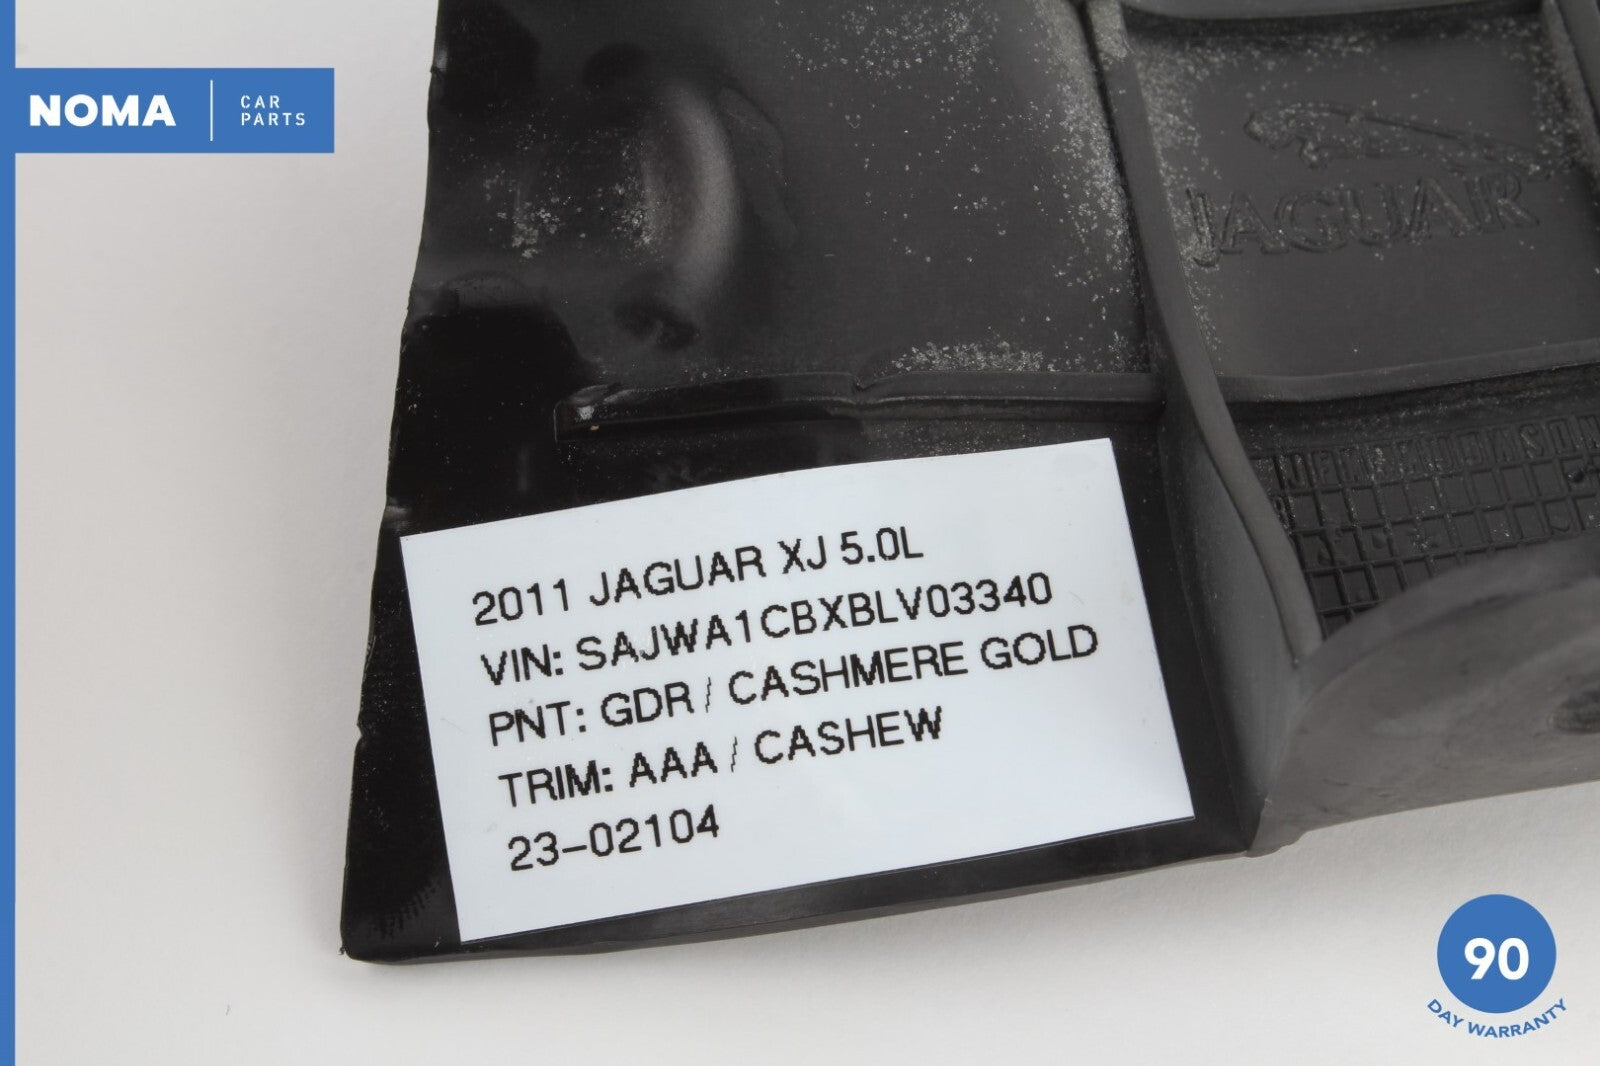 NOMA
CAR
PARTS
JAGUAR
2011 JAGUAR XJ 5.0L
VIN: SAJWA1CBXBLV03340
PNT: GDR / CASHMERE GOLD
TRIM: AAA / CASHEW
23-02104
90
DAY WARRANTY